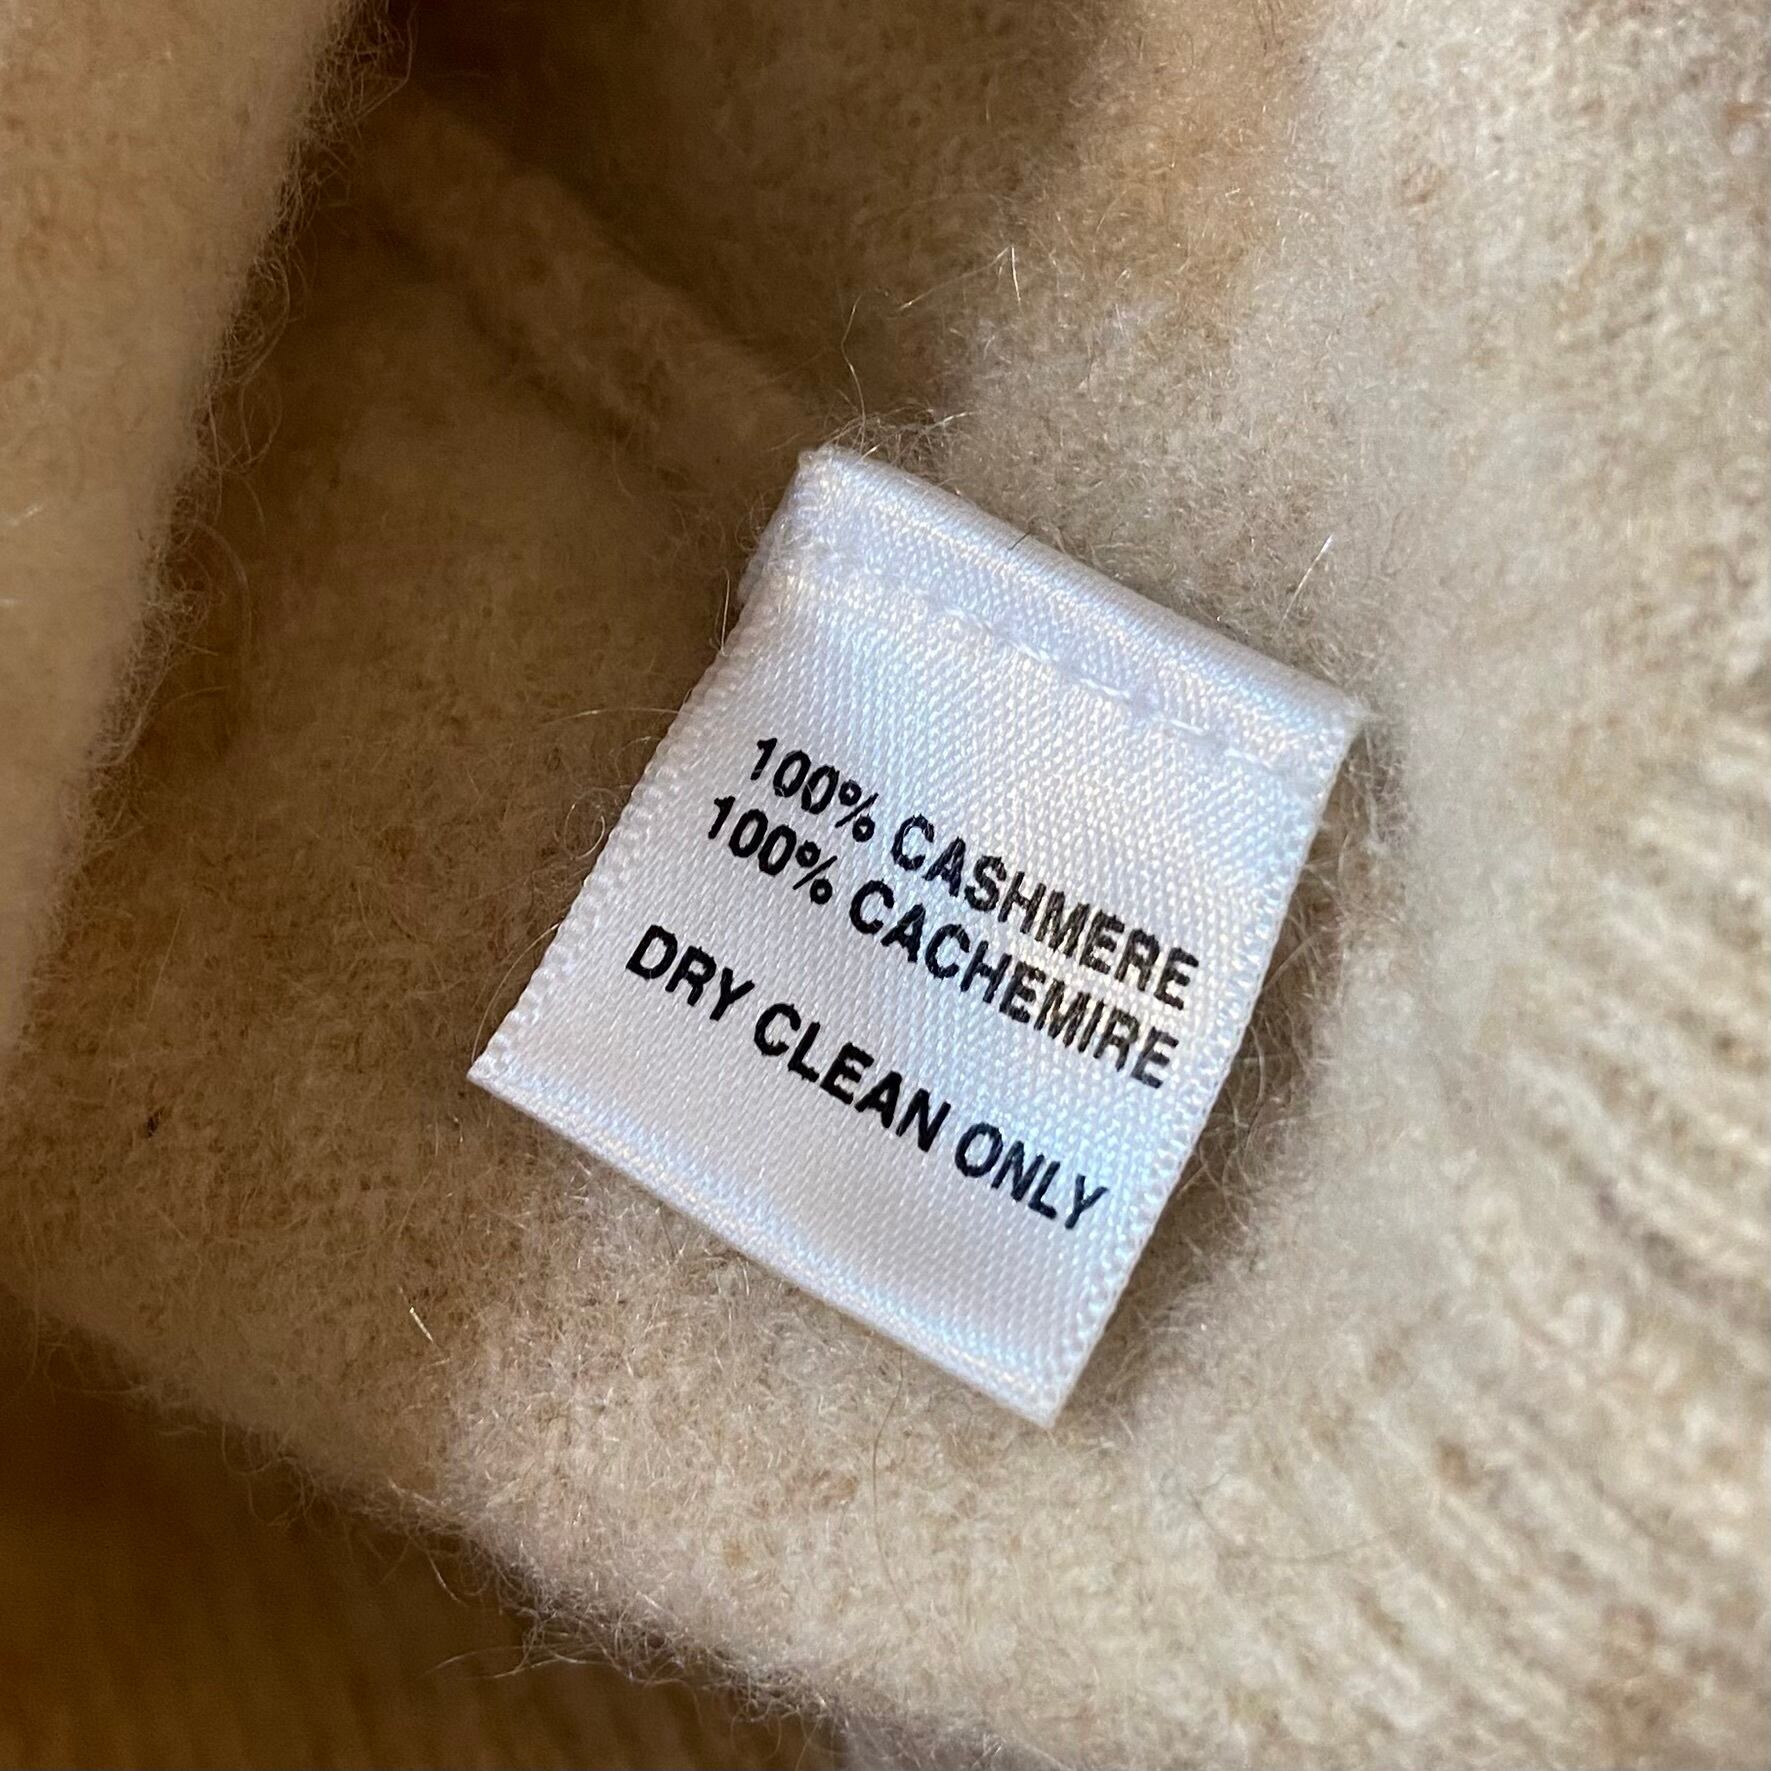 100% CASHMERE
100% CACHEMIRE
DRY CLEAN ONLY